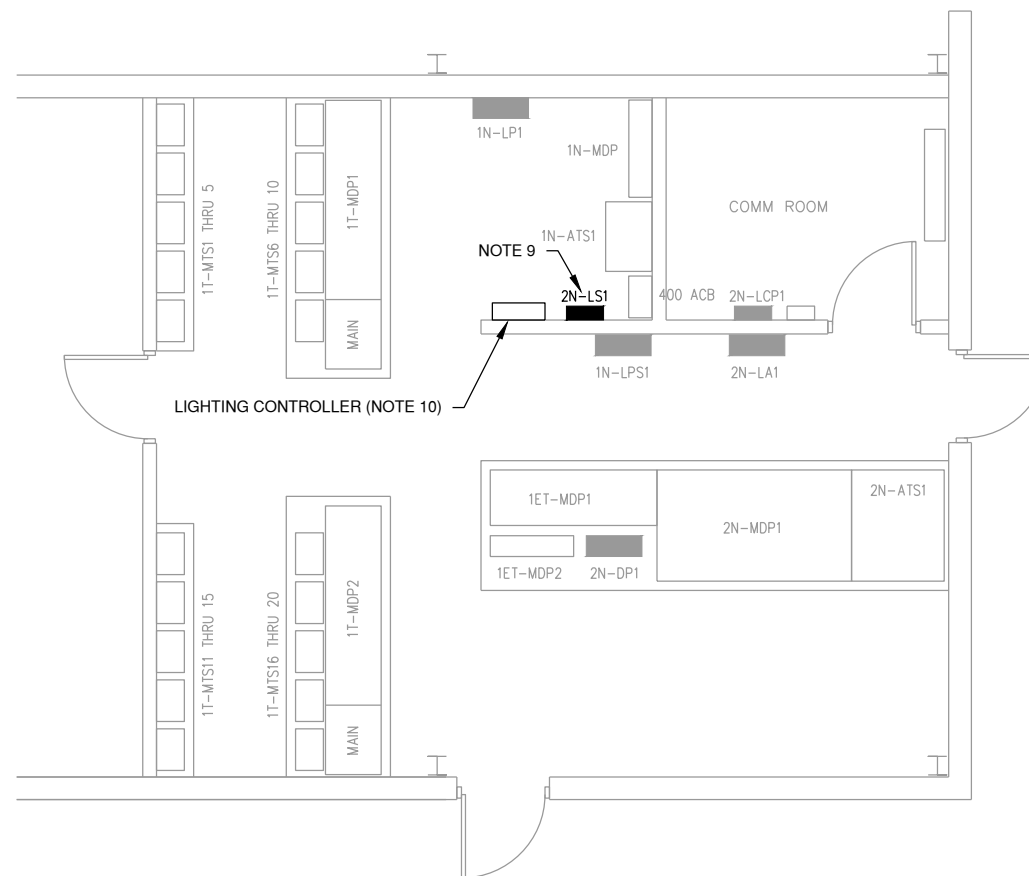 1N-LP1
1N-MDP
1T-MTS1 THRU 5
1T-MTS6 THRU 10
1T-MDP1
MAIN
COMM ROOM
1N-ATS1
NOTE 9
2N-LS1
400 ACB
2N-LCP1
1N-LPS1
2N-LA1
LIGHTING CONTROLLER (NOTE 10)
1ET-MDP1
2N-MDP1
2N-ATS1
1ET-MDP2
2N-DP1
1T-MTS11 THRU 15
1T-MTS16 THRU 20
1T-MDP2
MAIN